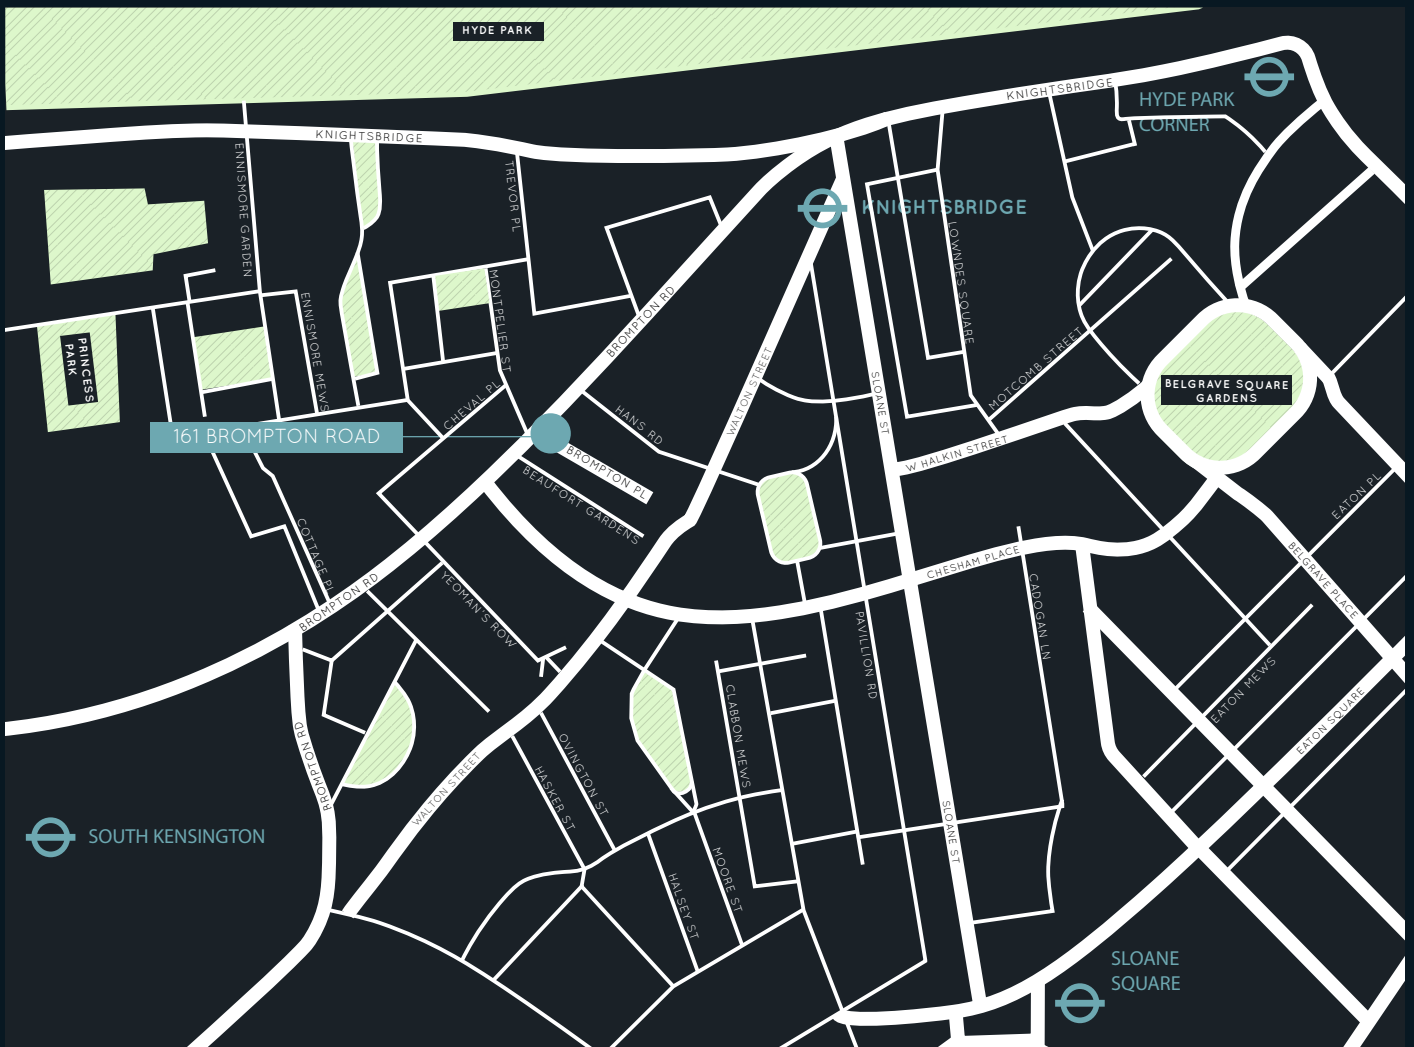 HYDE PARK
KNIGHTSBRIDGE
HYDE PARK
CORNER
KNIGHTSBRIDGE
ENNISMORE GARDEN
TREVOR PL
KNIGHTSBRIDGE
LOWNDES SQUARE
MONTPELIER ST
ENNISMORE MEWS
BROMPTON RD
PRINCESS
PARK
WALTON STREET
SLOANE ST
MOTCOMB STREET
BELGRAVE SQUARE
GARDENS
CHEVAL PL
HANS RD
161 BROMPTON ROAD
W HALKIN STREET
BROMPTON PL
BEAUFORT GARDENS
EATON PL
COTTAGE PL
CHESHAM PLACE
BELGRAVE PLACE
BROMPTON RD
YEOMAN'S ROW
CADOGAN LN
PAVILLION RD
EATON MEWS
CLABBON MEWS
EATON SQUARE
BROMPTON RD
WALTON STREET
OVINGTON ST
HASKER ST
SOUTH KENSINGTON
SLOANE ST
MOORE ST
HALSEY ST
SLOANE
SQUARE